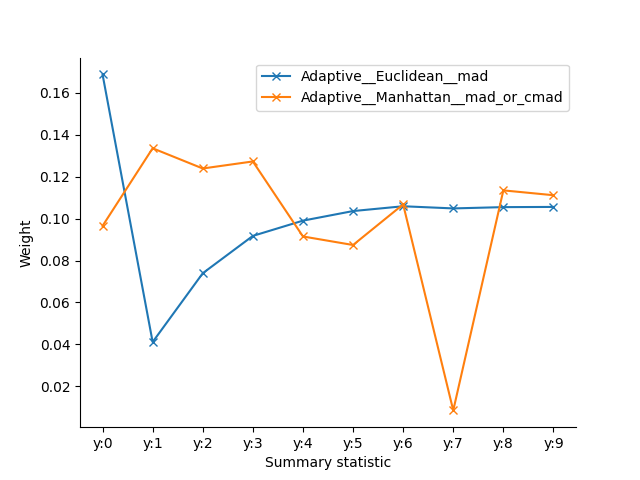 Adaptive__Euclidean__mad
Adaptive__Manhattan__mad_or_cmad
Weight
0.16
0.14
0.12
0.10
0.08
0.06
0.04
0.02
y:0 y:1 y:2 y:3 y:4 y:5 y:6 y:7 y:8 y:9
Summary statistic